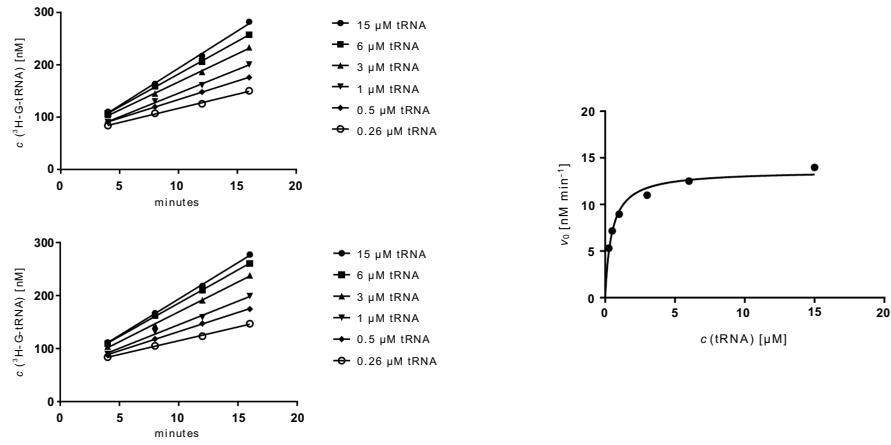 c (³H-G-tRNA) [nM]
300
200
100
0
0
5
10
15
20
minutes
15 µM tRNA
6 µM tRNA
3 µM tRNA
1 µM tRNA
0.5 µM tRNA
0.26 µM tRNA
c (³H-G-tRNA) [nM]
300
200
100
0
0
5
10
15
20
minutes
15 µM tRNA
6 µM tRNA
3 µM tRNA
1 µM tRNA
0.5 µM tRNA
0.26 µM tRNA
v₀ [nM min⁻¹]
20
15
10
5
0
0
5
10
15
c (tRNA) [µM]